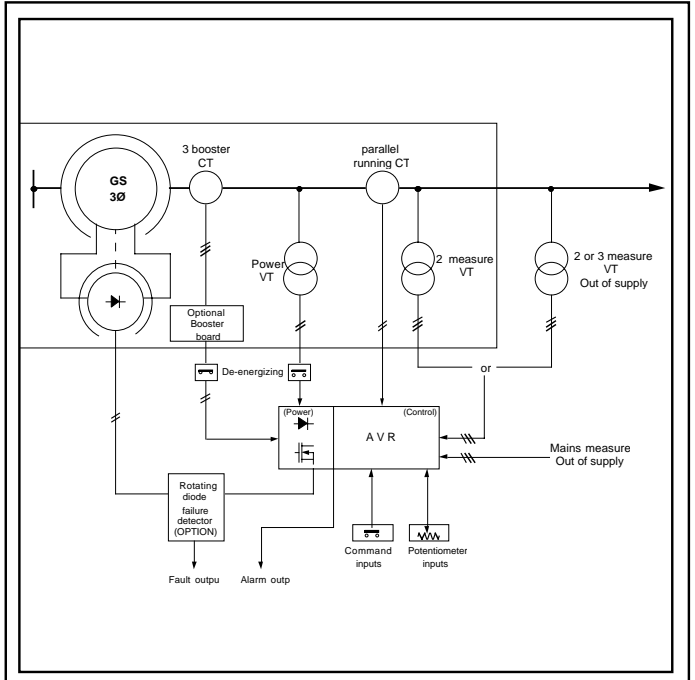 3 booster
CT
parallel
running CT
GS
3Ø
Power
VT
2 measure
VT
2 or 3 measure
VT
Out of supply
Optional
Booster
board
De-energizing
or
(Power)
(Control)
A V R
Mains measure
Out of supply
Rotating
diode
failure
detector
(OPTION)
Command
inputs
Potentiometer
inputs
Fault outpu
Alarm outp